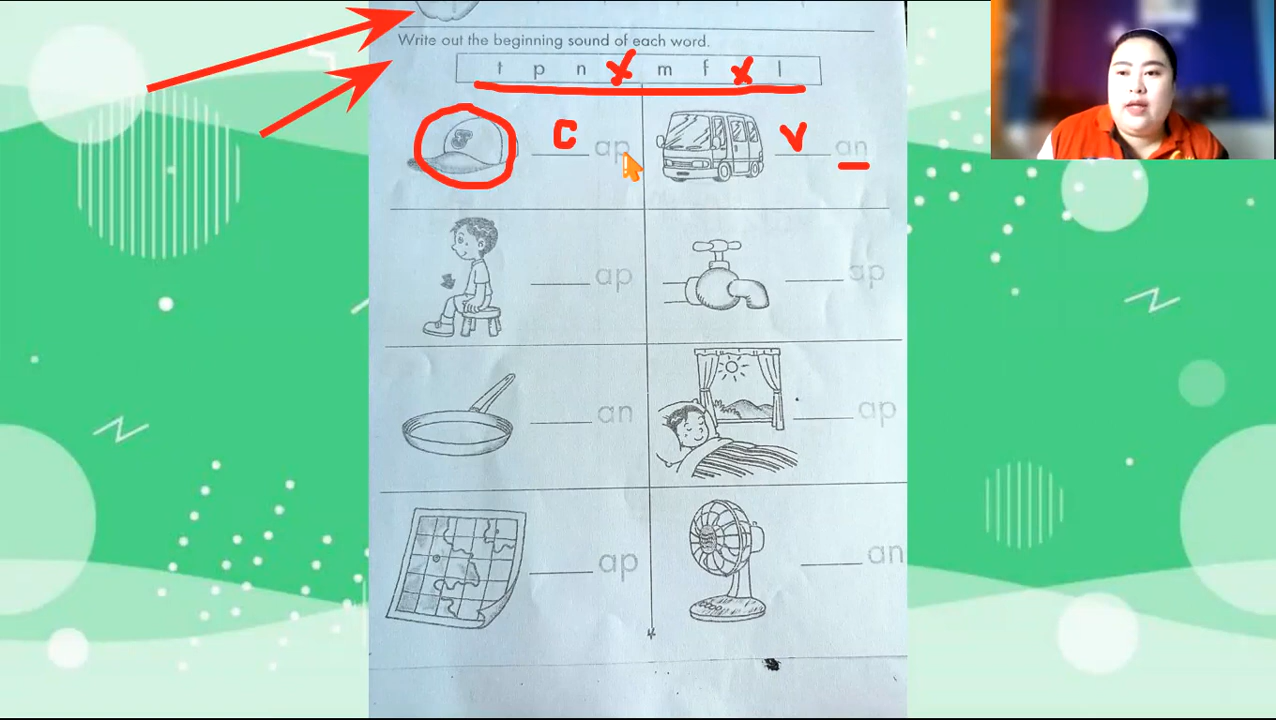 Write out the beginning sound of each word.
t p n m f l
c ap
v an
ap
ap
an
ap
ap
an